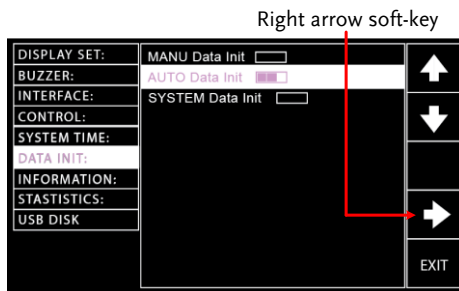 Right arrow soft-key
DISPLAY SET:
BUZZER:
INTERFACE:
CONTROL:
SYSTEM TIME:
DATA INIT:
INFORMATION:
STASTISTICS:
USB DISK
MANU Data Init
AUTO Data Init
SYSTEM Data Init
EXIT